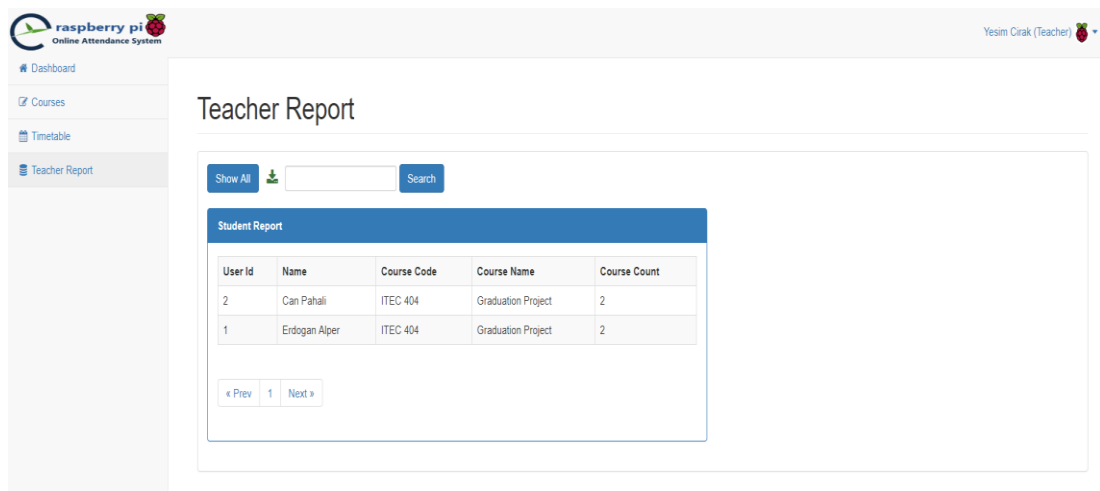 raspberry pi
Online Attendance System
Yesim Cirak (Teacher)
Dashboard
Courses
Timetable
Teacher Report
Teacher Report
Show All Search
Student Report
User Id Name Course Code Course Name Course Count
2 Can Pahali ITEC 404 Graduation Project 2
1 Erdogan Alper ITEC 404 Graduation Project 2
« Prev 1 Next »